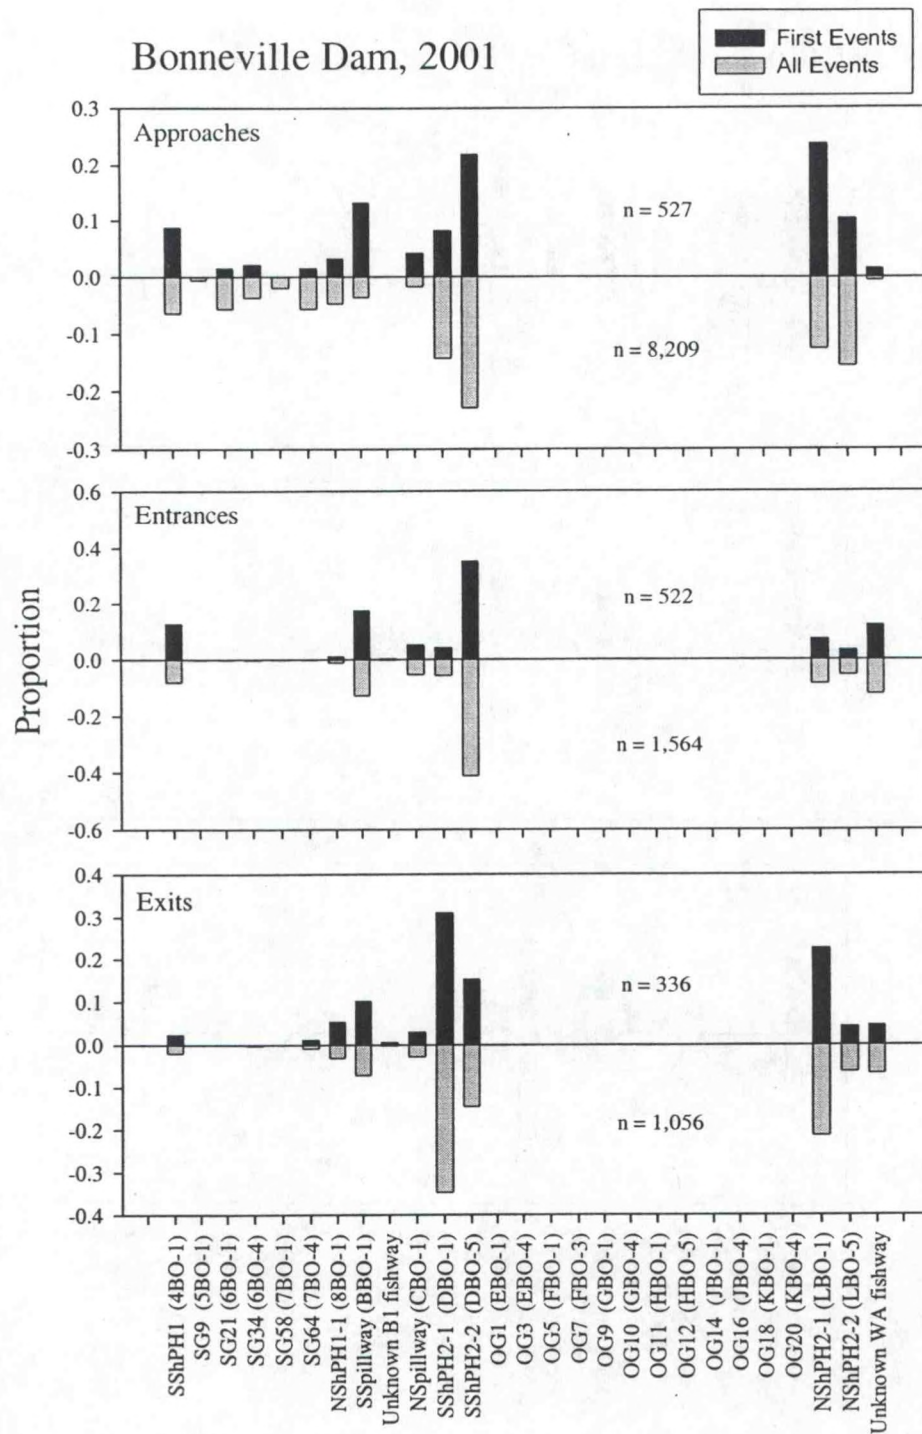 Bonneville Dam, 2001
First Events
All Events
Approaches
0.3
0.2
0.1
0.0
-0.1
-0.2
-0.3
n = 527
n = 8,209
Entrances
0.6
0.4
0.2
0.0
-0.2
-0.4
-0.6
n = 522
n = 1,564
Proportion
Exits
0.4
0.3
0.2
0.1
0.0
-0.1
-0.2
-0.3
-0.4
n = 336
n = 1,056
SShPH1 (4BO-1)
SG9 (5BO-1)
SG21 (6BO-1)
SG34 (6BO-4)
SG58 (7BO-1)
SG64 (7BO-4)
NShPH1-1 (8BO-1)
SSpillway (BBO-1)
Unknown B1 fishway
NSpillway (CBO-1)
SShPH2-1 (DBO-1)
SShPH2-2 (DBO-5)
OG1 (EBO-1)
OG3 (EBO-4)
OG5 (FBO-1)
OG7 (FBO-3)
OG9 (GBO-1)
OG10 (GBO-4)
OG11 (HBO-1)
OG12 (HBO-5)
OG14 (JBO-1)
OG16 (JBO-4)
OG18 (KBO-1)
OG20 (KBO-4)
NShPH2-1 (LBO-1)
NShPH2-2 (LBO-5)
Unknown WA fishway